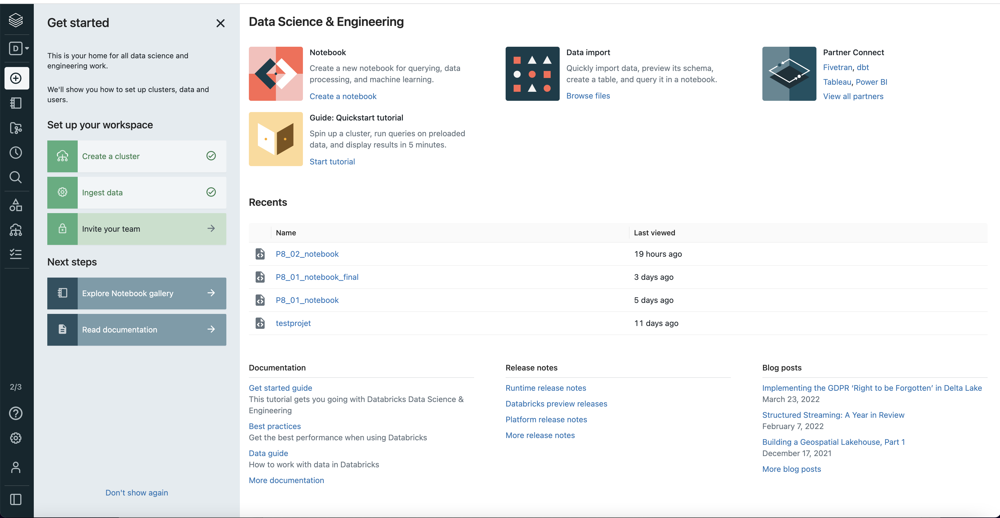 D
2/3
Get started
This is your home for all data science and
engineering work.
We'll show you how to set up clusters, data and
users.
Set up your workspace
Create a cluster
Ingest data
Invite your team
Next steps
Explore Notebook gallery
Read documentation
Don't show again
Data Science & Engineering
Notebook
Create a new notebook for querying, data
processing, and machine learning.
Create a notebook
Data import
Quickly import data, preview its schema,
create a table, and query it in a notebook.
Browse files
Partner Connect
Fivetran, dbt
Tableau, Power BI
View all partners
Guide: Quickstart tutorial
Spin up a cluster, run queries on preloaded
data, and display results in 5 minutes.
Start tutorial
Recents
Name Last viewed
P8_02_notebook 19 hours ago
P8_01_notebook_final 3 days ago
P8_01_notebook 5 days ago
testprojet 11 days ago
Documentation
Get started guide
This tutorial gets you going with Databricks Data Science &
Engineering
Best practices
Get the best performance when using Databricks
Data guide
How to work with data in Databricks
More documentation
Release notes
Runtime release notes
Databricks preview releases
Platform release notes
More release notes
Blog posts
Implementing the GDPR ‘Right to be Forgotten’ in Delta Lake
March 23, 2022
Structured Streaming: A Year in Review
February 7, 2022
Building a Geospatial Lakehouse, Part 1
December 17, 2021
More blog posts